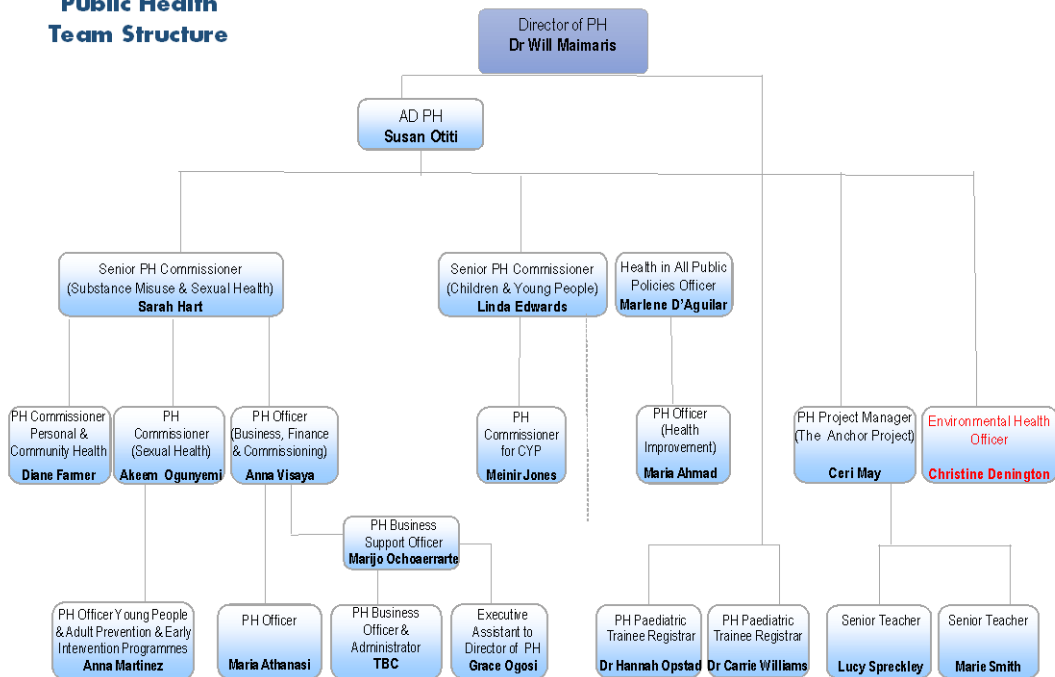 Public Health
Team Structure
Director of PH
Dr Will Maimaris
AD PH
Susan Otiti
Senior PH Commissioner
(Substance Misuse & Sexual Health)
Sarah Hart
Senior PH Commissioner
(Children & Young People)
Linda Edwards
Health in All Public
Policies Officer
Marlene D'Aguilar
PH Commissioner
Personal &
Community Health
Diane Farmer
PH
Commissioner
(Sexual Health)
Akeem Ogunyemi
PH Officer
(Business, Finance
& Commissioning)
Anna Visaya
PH
Commissioner
for CYP
Meinir Jones
PH Officer
(Health
Improvement)
Maria Ahmad
PH Project Manager
(The Anchor Project)
Ceri May
Environmental Health
Officer
Christine Denington
PH Business
Support Officer
Marijo Ochoaerrarte
PH Officer Young People
& Adult Prevention & Early
Intervention Programmes
Anna Martinez
PH Officer
Maria Athanasi
PH Business
Officer &
Administrator
TBC
Executive
Assistant to
Director of PH
Grace Ogosi
PH Paediatric
Trainee Registrar
Dr Hannah Opstad
PH Paediatric
Trainee Registrar
Dr Carrie Williams
Senior Teacher
Lucy Spreckley
Senior Teacher
Marie Smith